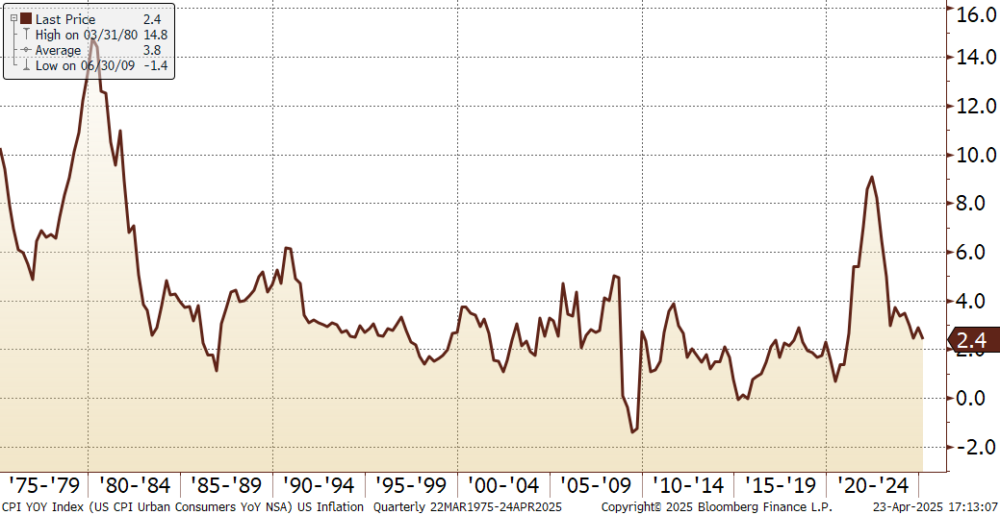 Last Price 2.4
High on 03/31/80 14.8
Average 3.8
Low on 06/30/09 -1.4
16.0
14.0
12.0
10.0
8.0
6.0
4.0
2.4
2.0
0.0
-2.0
'75-'79 '80-'84 '85-'89 '90-'94 '95-'99 '00-04 '05-09 '10-14 '15-'19 '20-'24
CPI YOY Index (US CPI Urban Consumers YoY NSA) US Inflation Quarterly 22MAR1975-24APR2025 Copyright© 2025 Bloomberg Finance L.P. 23-Apr-2025 17:13:07